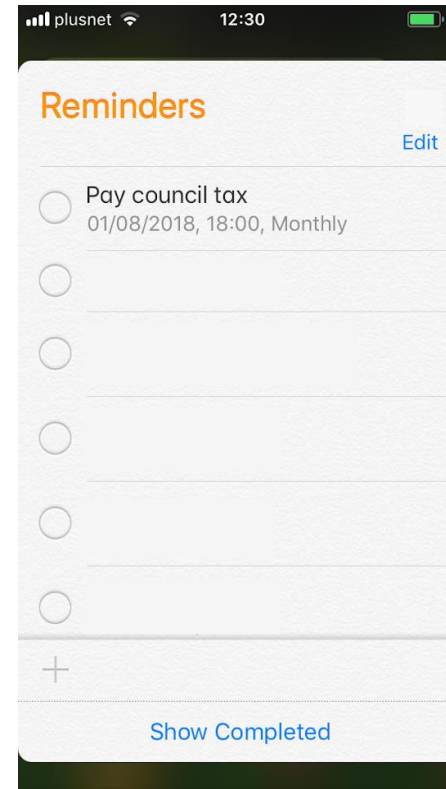 plusnet 12:30
Reminders
Edit
Pay council tax
01/08/2018, 18:00, Monthly
Show Completed